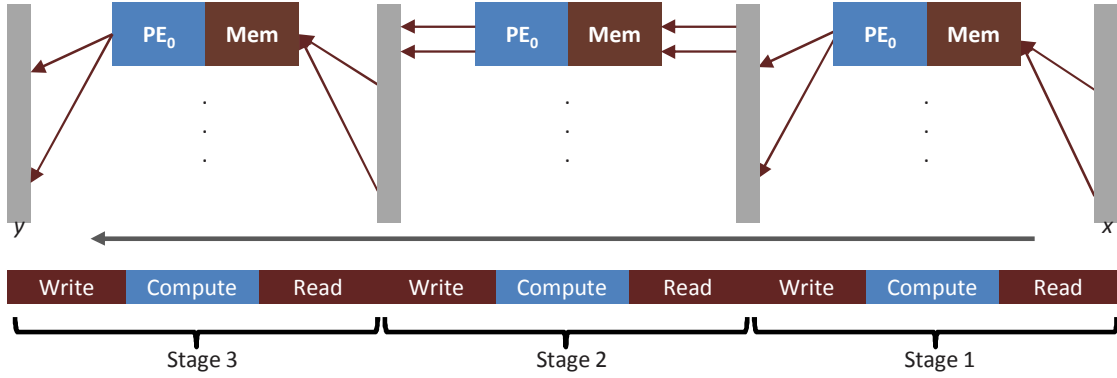 PE₀ Mem PE₀ Mem PE₀ Mem
y x
Write Compute Read Write Compute Read Write Compute Read
Stage 3 Stage 2 Stage 1